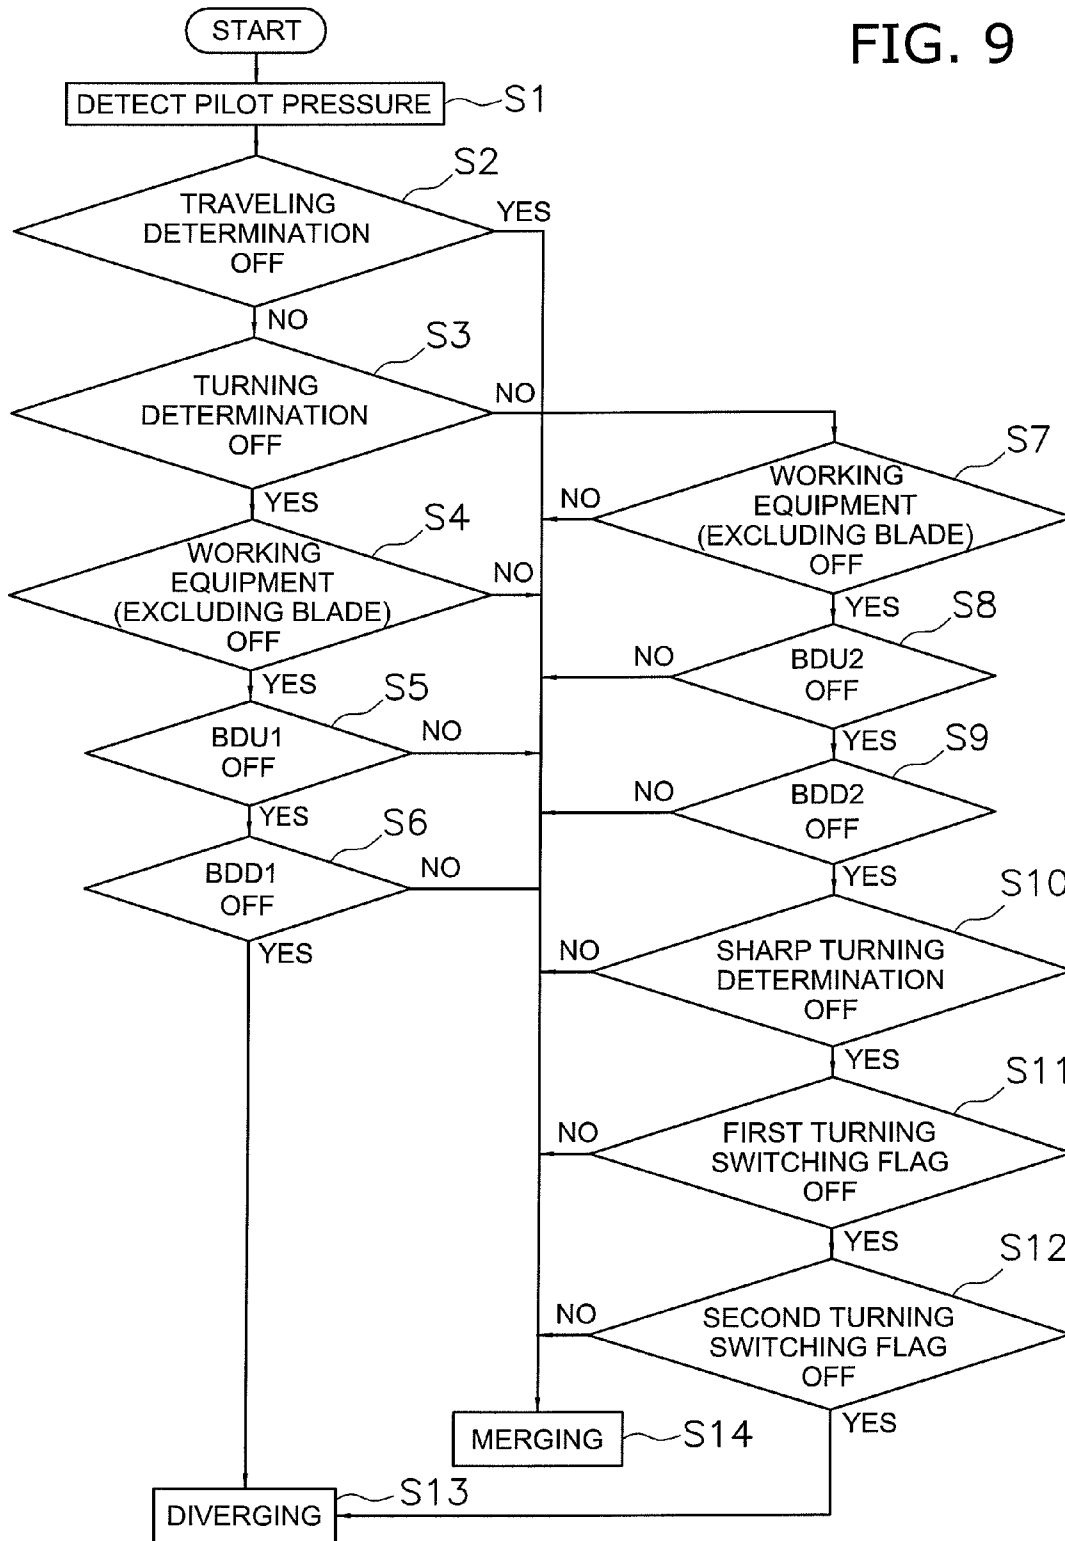 FIG. 9
START
DETECT PILOT PRESSURE
S1
S2
TRAVELING
DETERMINATION
OFF
YES
NO
S3
TURNING
DETERMINATION
OFF
NO
YES
S4
WORKING
EQUIPMENT
(EXCLUDING BLADE)
OFF
NO
YES
S5
BDU1
OFF
NO
YES
S6
BDD1
OFF
NO
YES
S7
WORKING
EQUIPMENT
(EXCLUDING BLADE)
OFF
NO
YES
S8
BDU2
OFF
NO
YES
S9
BDD2
OFF
NO
YES
S10
SHARP TURNING
DETERMINATION
OFF
NO
YES
S11
FIRST TURNING
SWITCHING FLAG
OFF
NO
YES
S12
SECOND TURNING
SWITCHING FLAG
OFF
NO
YES
MERGING
S14
DIVERGING
S13